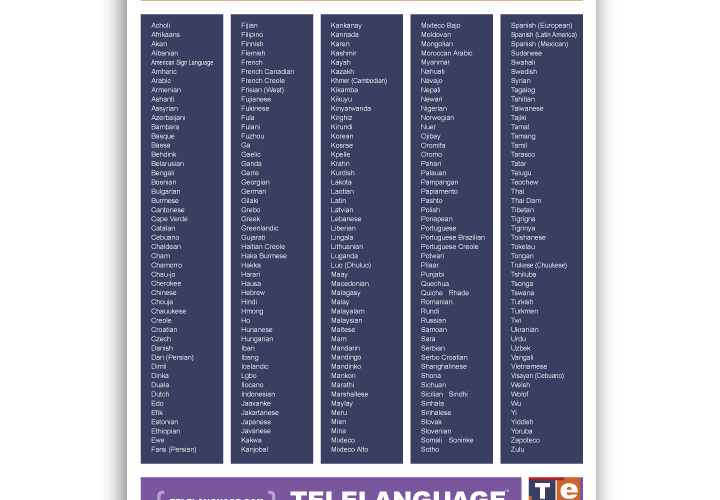 Acholi
Afrikaans
Akan
Albanian
American Sign Language
Amharic
Arabic
Armenian
Ashanti
Assyrian
Azerbaijani
Bambara
Basque
Bassa
Behdink
Belarusian
Bengali
Bosnian
Bulgarian
Burmese
Cantonese
Cape Verde
Catalan
Cebuano
Chaldean
Cham
Chamorro
Chau-jo
Cherokee
Chinese
Chouja
Chauukese
Creole
Croatian
Czech
Danish
Dari (Persian)
Dimli
Dinka
Duala
Dutch
Edo
Efik
Estonian
Ethiopian
Ewe
Farsi (Persian)
Fijian
Filipino
Finnish
Flemish
French
French Canadian
French Creole
Frisian (West)
Fujianese
Fukinese
Fula
Fulani
Fuzhou
Ga
Gaelic
Ganda
Garre
Georgian
German
Gilaki
Grebo
Greek
Greenlandic
Gujarati
Haitian Creole
Haka Burmese
Hakka
Harari
Hausa
Hebrew
Hindi
Hmong
Ho
Hunanese
Hungarian
Iban
Ibang
Icelandic
Lgbo
Ilocano
Indonesian
Jaaxanke
Jakartanese
Japanese
Javanese
Kakwa
Kanjobal
Kankanay
Kannada
Karen
Kashmir
Kayah
Kazakh
Khmer (Cambodian)
Kikamba
Kikuyu
Kinyarwanda
Kirghiz
Kirundi
Korean
Kosrae
Kpelle
Krahn
Kurdish
Lakota
Laotian
Latin
Latvian
Lebanese
Liberian
Lingala
Lithuanian
Luganda
Luo (Dhuluo)
Maay
Macedonian
Malagasy
Malay
Malayalam
Malaysian
Maltese
Mam
Mandarin
Mandingo
Mandinko
Mankon
Marathi
Marshallese
Maylay
Meru
Mien
Mina
Mixteco
Mixteco Alto
Mixteco Bajo
Moldovan
Mongolian
Moroccan Arabic
Myanmar
Nahuatl
Navajo
Nepali
Newari
Nigerian
Norwegian
Nuer
Ojibay
Oromifa
Oromo
Pahari
Palauan
Pampangan
Papiamento
Pashto
Polish
Ponapean
Portuguese
Portuguese Brazilian
Portuguese Creole
Potwari
Pilaar
Punjabi
Quechua
Quiche Rhade
Romanian
Rundi
Russian
Samoan
Sara
Serbian
Serbo Croatian
Shanghalinese
Shona
Sichuan
Sicilian Sindhi
Sinhala
Sinhalese
Slovak
Slovenian
Somali Soninke
Sotho
Spanish (European)
Spanish (Latin America)
Spanish (Mexican)
Sudanese
Swahali
Swedish
Syrian
Tagalog
Tahitian
Taiwanese
Tajiki
Tamal
Tamang
Tamil
Tarasco
Tatar
Telugu
Teochew
Thai
Thai Dam
Tibetan
Tigrigna
Tigrinya
Toishanese
Tokelau
Tongan
Trukese (Chuukese)
Tshiluba
Tsonga
Tswana
Turkish
Turkmen
Twi
Ukranian
Urdu
Uzbek
Vangali
Vietnamese
Visayan (Cebuano)
Welsh
Wolof
Wu
Yi
Yiddish
Yoruba
Zapoteco
Zulu
TELELANGUAGE.COM
TELELANGUAGE
Te